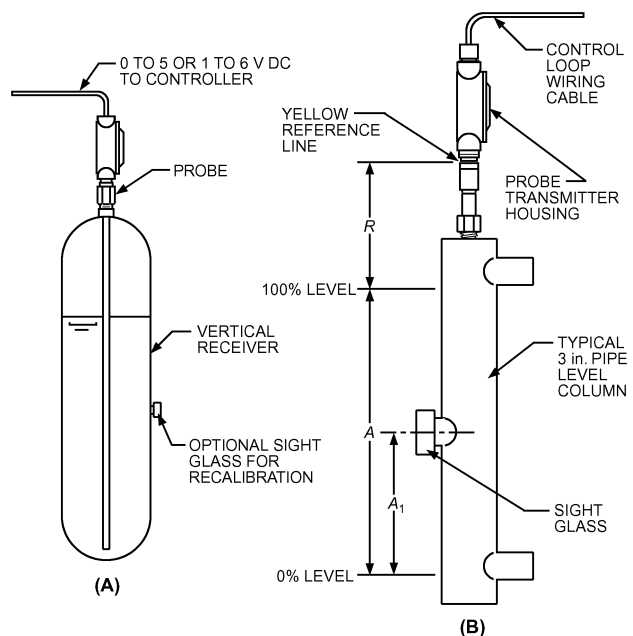 0 TO 5 OR 1 TO 6 V DC
TO CONTROLLER
PROBE
VERTICAL
RECEIVER
OPTIONAL SIGHT
GLASS FOR
RECALIBRATION
(A)
CONTROL
LOOP
WIRING
CABLE
YELLOW
REFERENCE
LINE
PROBE
TRANSMITTER
HOUSING
R
100% LEVEL
TYPICAL
3 in. PIPE
LEVEL
COLUMN
A
A1
SIGHT
GLASS
0% LEVEL
(B)